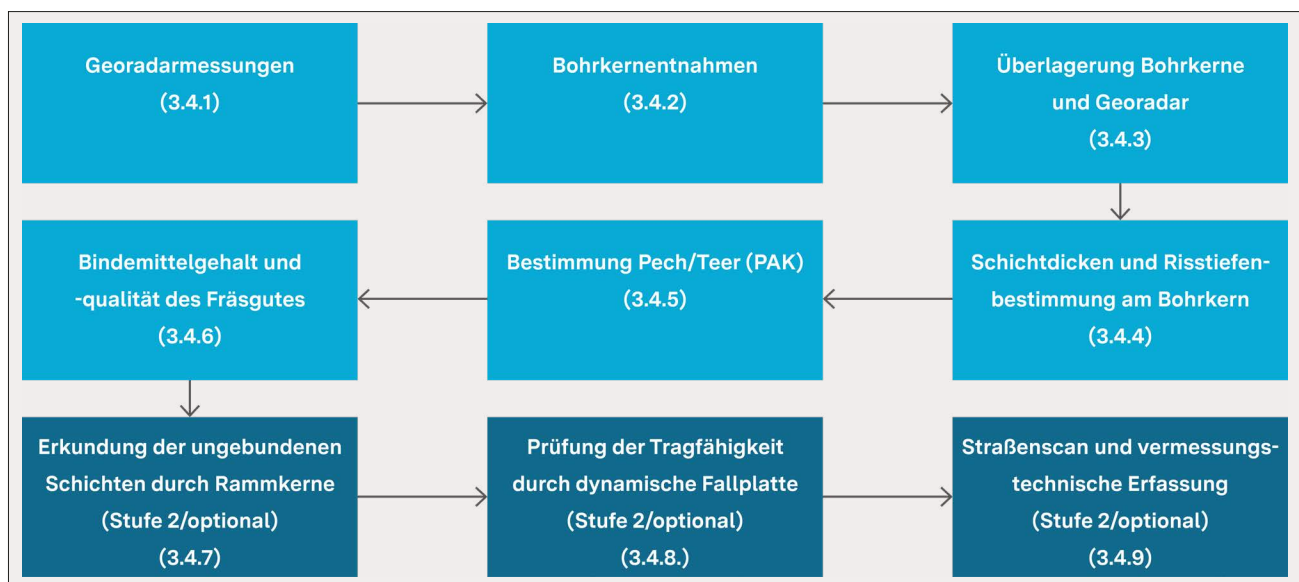 Georadarmessungen
(3.4.1)
Bohrkernentnahmen
(3.4.2)
Überlagerung Bohrkerne
und Georadar
(3.4.3)
Schichtdicken und Risstiefen-
bestimmung am Bohrkern
(3.4.4)
Bestimmung Pech/Teer (PAK)
(3.4.5)
Bindemittelgehalt und
-qualität des Fräsgutes
(3.4.6)
Erkundung der ungebundenen
Schichten durch Rammkerne
(Stufe 2/optional)
(3.4.7)
Prüfung der Tragfähigkeit
durch dynamische Fallplatte
(Stufe 2/optional)
(3.4.8.)
Straßenscan und vermessungs-
technische Erfassung
(Stufe 2/optional)
(3.4.9)